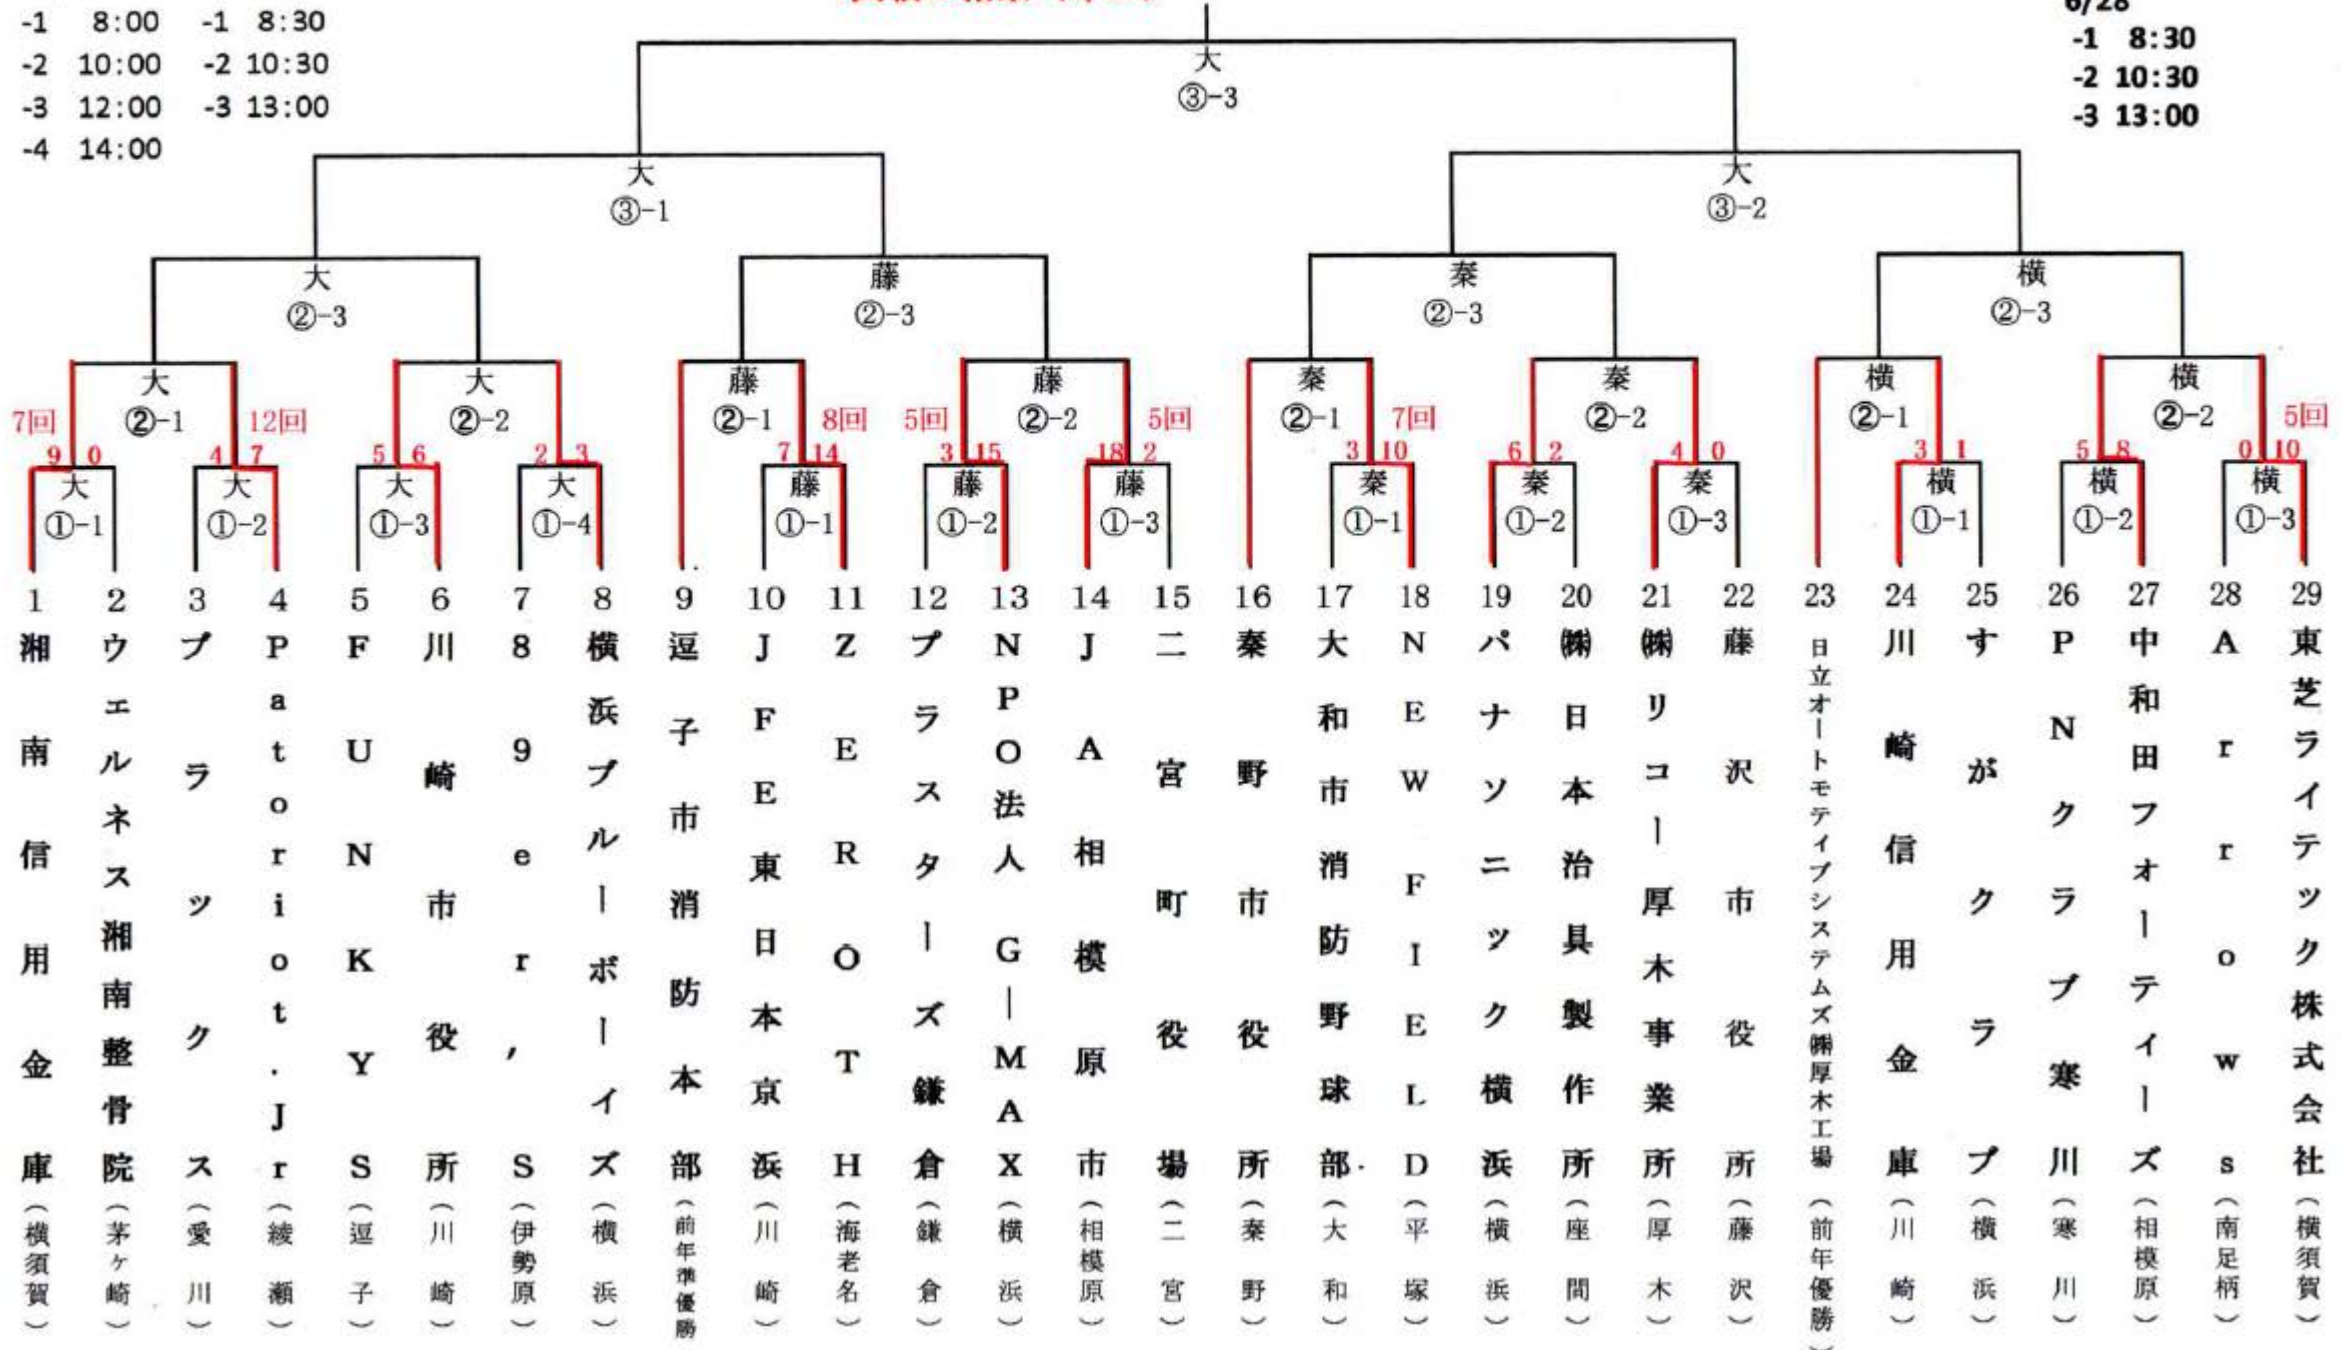 -1 8:00 -1 8:30
-2 10:00 -2 10:30
-3 12:00 -3 13:00
-4 14:00
6/28
-1 8:30
-2 10:30
-3 13:00
大
③-3
大
③-1
大
③-2
大
②-3
藤
②-3
秦
②-3
横
②-3
大
②-1
大
②-2
藤
②-1
藤
②-2
秦
②-1
秦
②-2
横
②-1
横
②-2
7回 12回 8回 5回 5回 7回 5回
9 0 4 7 5 6 2 3 7 14 3 15 18 2 3 10 6 2 4 0 3 1 5 8 0 10
大
①-1
大
①-2
大
①-3
大
①-4
藤
①-1
藤
①-2
藤
①-3
秦
①-1
秦
①-2
秦
①-3
横
①-1
横
①-2
横
①-3
1 湘南信用金庫(横須賀)
2 ウェルネス湘南整骨院(茅ヶ崎)
3 ブラックス(愛川)
4 Patoriot.Jr(綾瀬)
5 FUNKYS(逗子)
6 川崎市役所(川崎)
7 89er,S(伊勢原)
8 横浜ブルーボーイズ(横浜)
9 逗子市消防本部(前年準優勝
10 JFE東日本京浜(川崎)
11 ZEROTH(海老名)
12 プラスターズ鎌倉(鎌倉)
13 NPO法人G-MAX(横浜)
14 JA相模原市(相模原)
15 二宮町役場(二宮)
16 秦野市役所(秦野)
17 大和市消防野球部(大和)
18 NEW FIELD(平塚)
19 パナソニック横浜(横浜)
20 ㈱日本治具製作所(座間)
21 ㈱リコー厚木事業所(厚木)
22 藤沢市役所(藤沢)
23 日立オートモティブシステムズ㈱厚木工場(前年優勝)
24 川崎信用金庫(川崎)
25 すがクラブ(横浜)
26 PNクラブ寒川(寒川)
27 中和田フォーティーズ(相模原)
28 Arrows(南足柄)
29 東芝ライテック株式会社(横須賀)